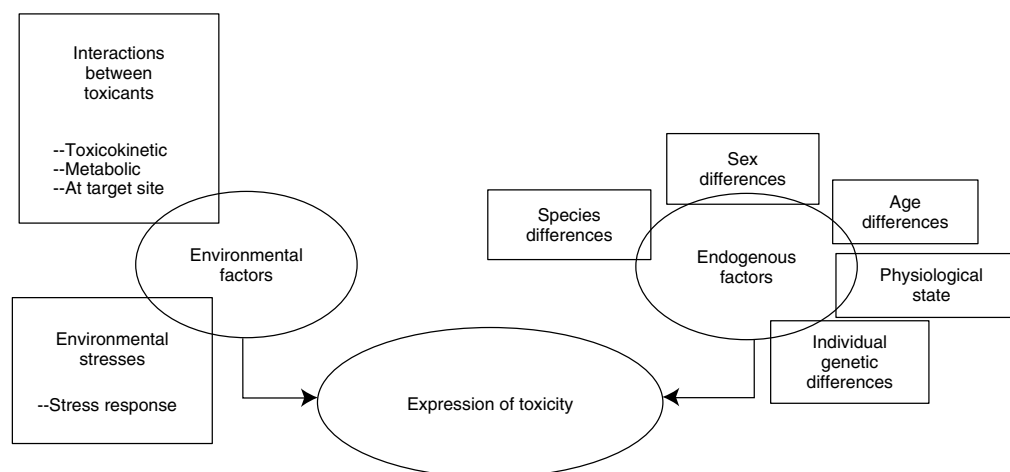 Interactions
between
toxicants
--Toxicokinetic
--Metabolic
--At target site
Environmental
factors
Environmental
stresses
--Stress response
Species
differences
Sex
differences
Age
differences
Endogenous
factors
Physiological
state
Individual
genetic
differences
Expression of toxicity